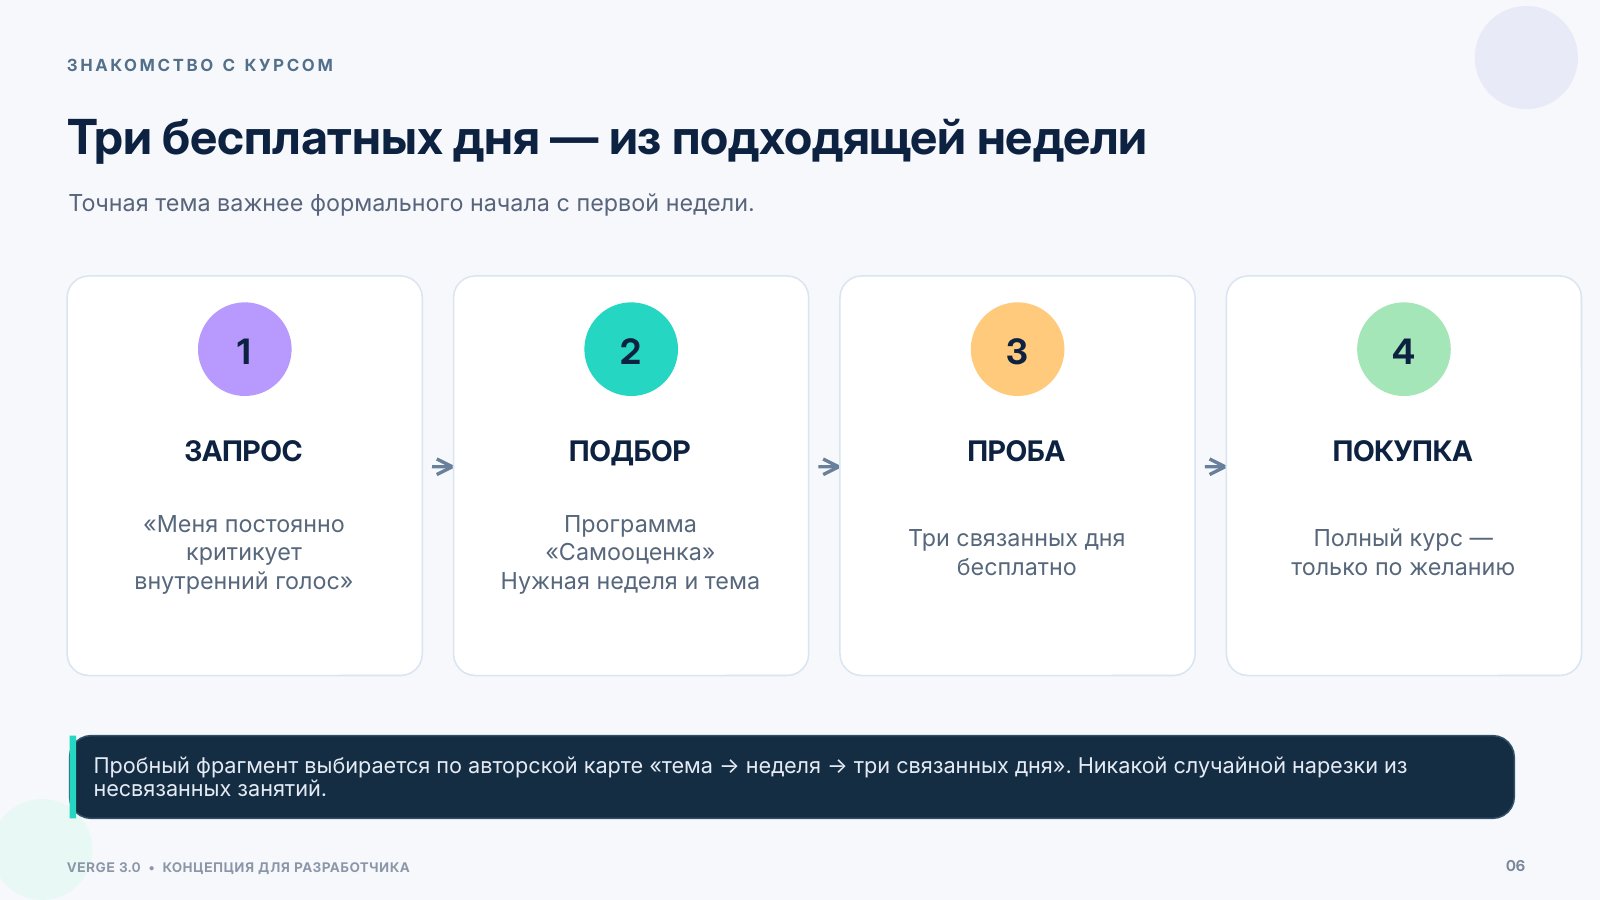 ЗНАКОМСТВО С КУРСОМ
Три бесплатных дня — из подходящей недели
Точная тема важнее формального начала с первой недели.
1
ЗАПРОС
«Меня постоянно
критикует
внутренний голос»
→
2
ПОДБОР
Программа
«Самооценка»
Нужная неделя и тема
→
3
ПРОБА
Три связанных дня
бесплатно
→
4
ПОКУПКА
Полный курс —
только по желанию
Пробный фрагмент выбирается по авторской карте «тема → неделя → три связанных дня». Никакой случайной нарезки из
несвязанных занятий.
VERGE 3.0 • КОНЦЕПЦИЯ ДЛЯ РАЗРАБОТЧИКА
06